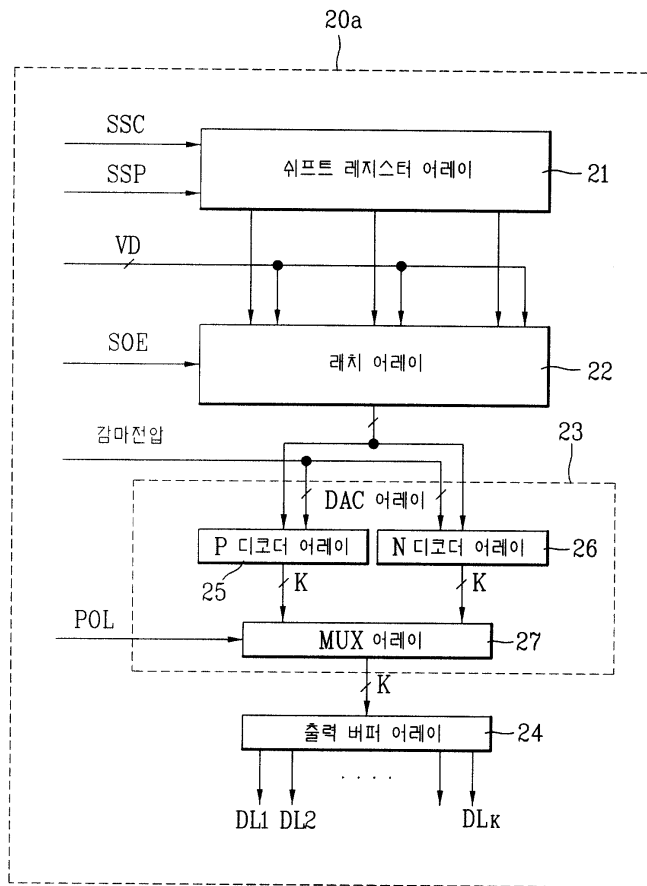 20a
SSC
쉬프트 레지스터 어레이
21
SSP
VD
SOE
래치 어레이
22
감마전압
23
DAC 어레이
P 디코더 어레이
N 디코더 어레이
26
25
K
K
POL
MUX 어레이
27
K
출력 버퍼 어레이
24
. . . .
DL1 DL2 DLK